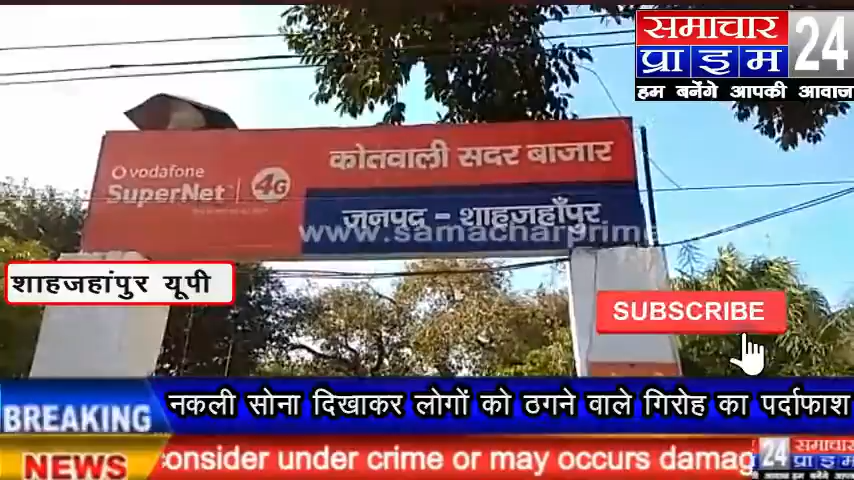 समाचार
प्राइम
24
हम बनेंगे आपकी आवाज
कोतवाली सदर बाजार
vodafone
SuperNet
4G
जनपद - शाहजहाँपुर
www.samacharprim
शाहजहांपुर यूपी
SUBSCRIBE
नकली सोना दिखाकर लोगों को ठगने वाले गिरोह का पर्दाफाश
BREAKING
NEWS
onsider under crime or may occurs damag
24
समाचार
प्राइम